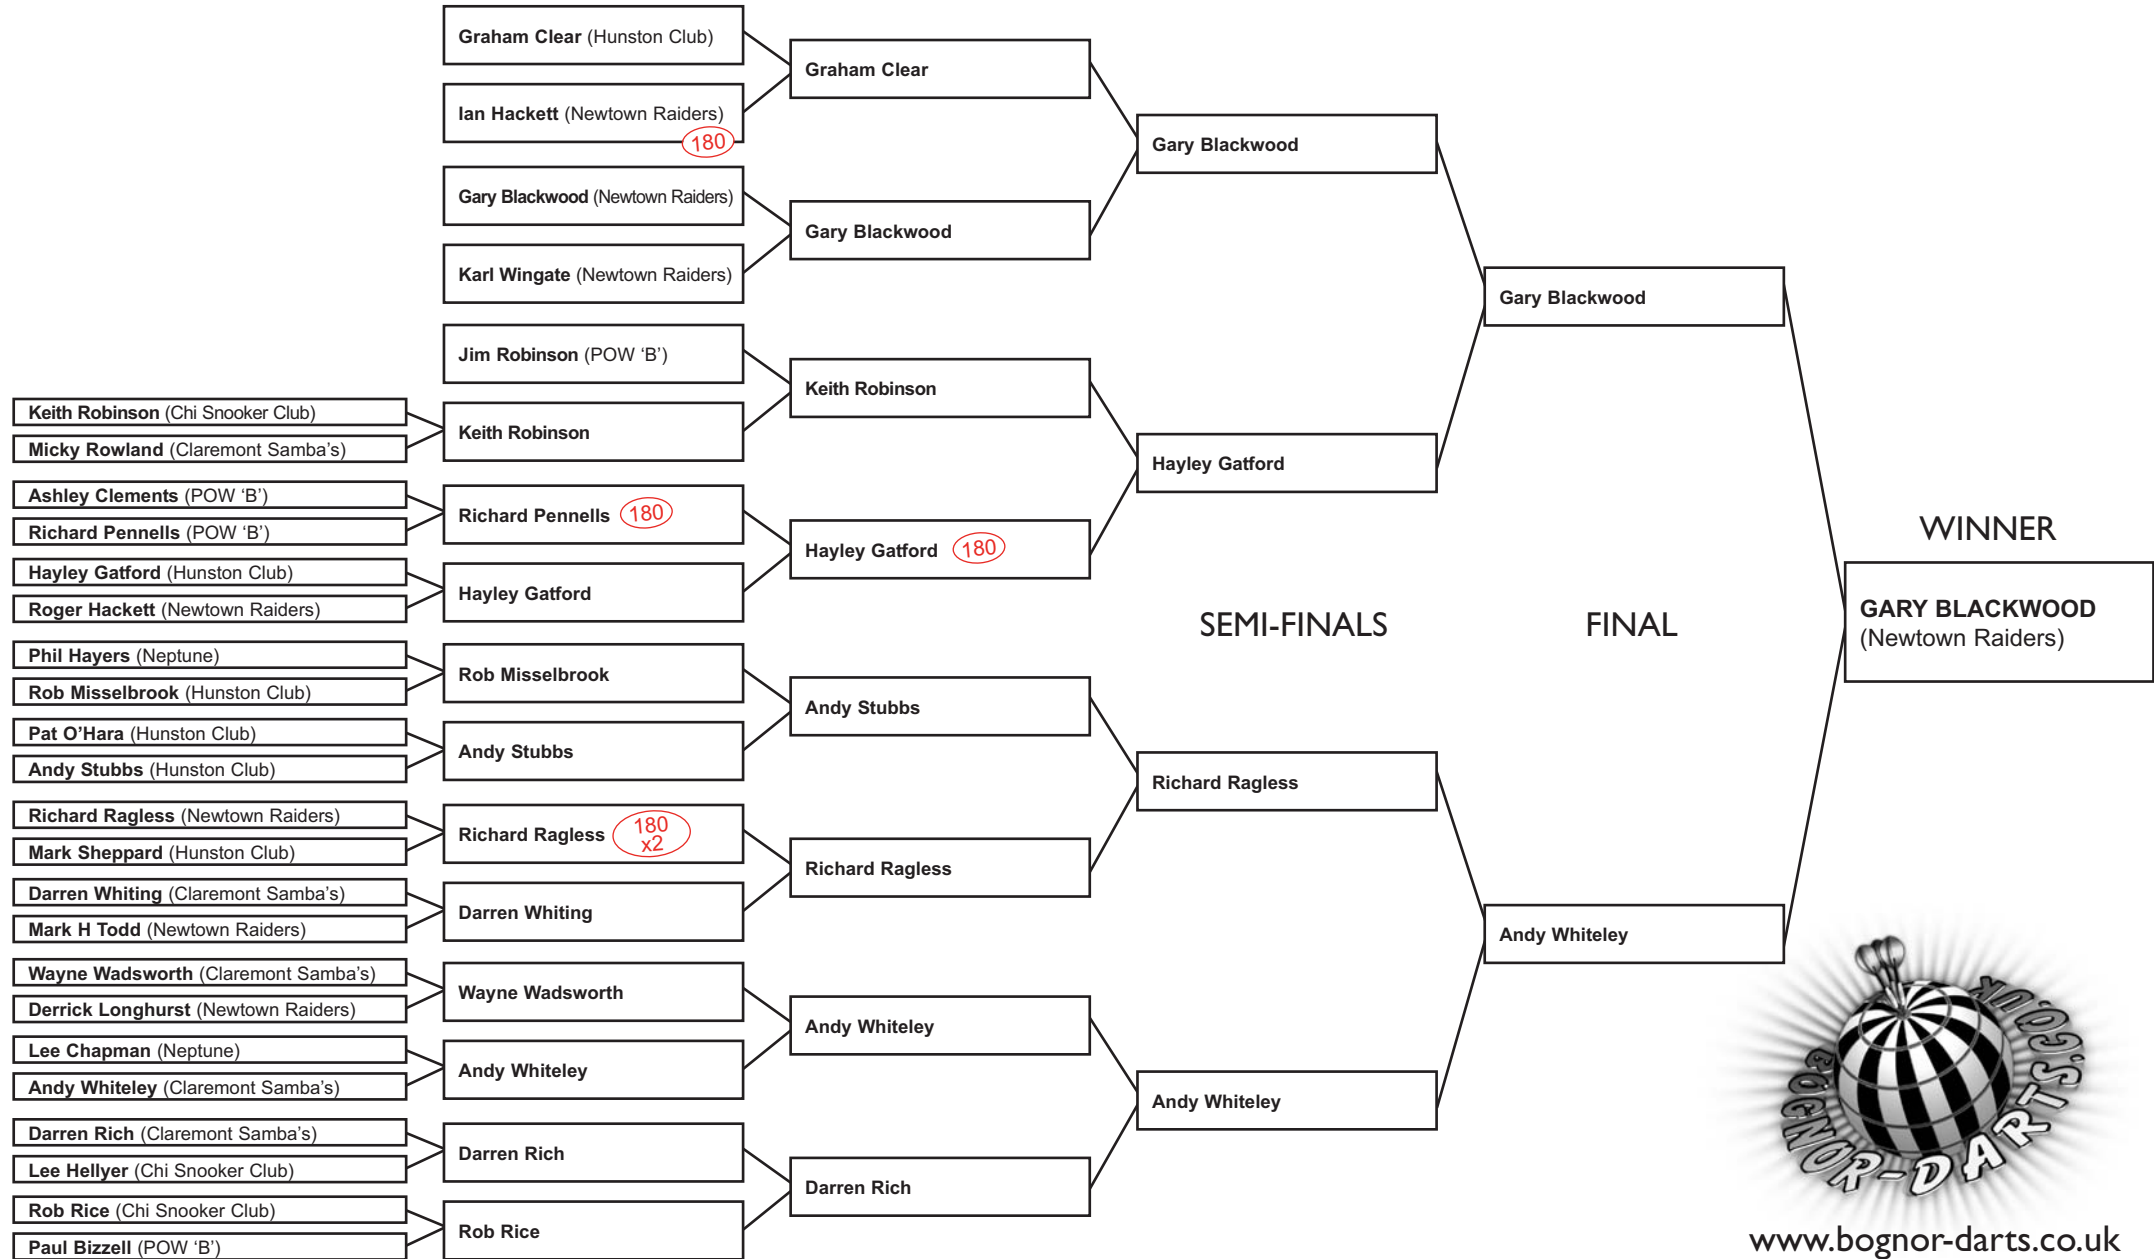 Keith Robinson (Chi Snooker Club)
Micky Rowland (Claremont Samba's)
Ashley Clements (POW ‘B’)
Richard Pennells (POW ‘B’)
Hayley Gatford (Hunston Club)
Roger Hackett (Newtown Raiders)
Phil Hayers (Neptune)
Rob Misselbrook (Hunston Club)
Pat O’Hara (Hunston Club)
Andy Stubbs (Hunston Club)
Richard Ragless (Newtown Raiders)
Mark Sheppard (Hunston Club)
Darren Whiting (Claremont Samba’s)
Mark H Todd (Newtown Raiders)
Wayne Wadsworth (Claremont Samba’s)
Derrick Longhurst (Newtown Raiders)
Lee Chapman (Neptune)
Andy Whiteley (Claremont Samba’s)
Darren Rich (Claremont Samba’s)
Lee Hellyer (Chi Snooker Club)
Rob Rice (Chi Snooker Club)
Paul Bizzell (POW ‘B’)
Graham Clear (Hunston Club)
Ian Hackett (Newtown Raiders)
180
Gary Blackwood (Newtown Raiders)
Karl Wingate (Newtown Raiders)
Jim Robinson (POW ‘B’)
Keith Robinson
Richard Pennells 180
Hayley Gatford
Rob Misselbrook
Andy Stubbs
Richard Ragless 180
x2
Darren Whiting
Wayne Wadsworth
Andy Whiteley
Darren Rich
Rob Rice
Graham Clear
Gary Blackwood
Keith Robinson
Hayley Gatford 180
Andy Stubbs
Richard Ragless
Andy Whiteley
Darren Rich
Gary Blackwood
Hayley Gatford
SEMI-FINALS
Richard Ragless
Andy Whiteley
Gary Blackwood
FINAL
Andy Whiteley
WINNER
GARY BLACKWOOD
(Newtown Raiders)
BOGNOR-DARTS.CO.UK
www.bognor-darts.co.uk